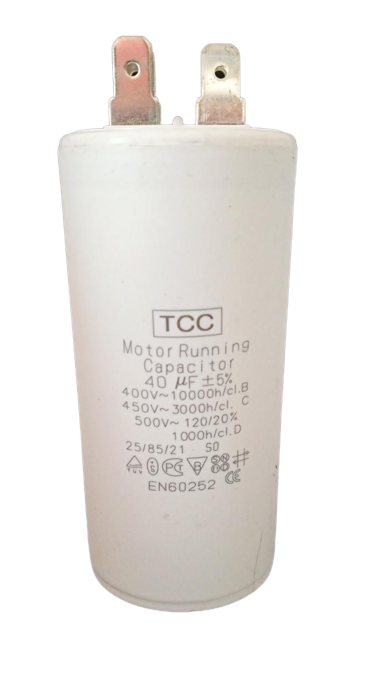 TCC
Motor Running
Capacitor
40 μF ±5%
400V~10000h/cl.B
450V~3000h/cl. C
500V~ 120/20%
1000h/cl.D
25/85/21 S0
EN60252 CE